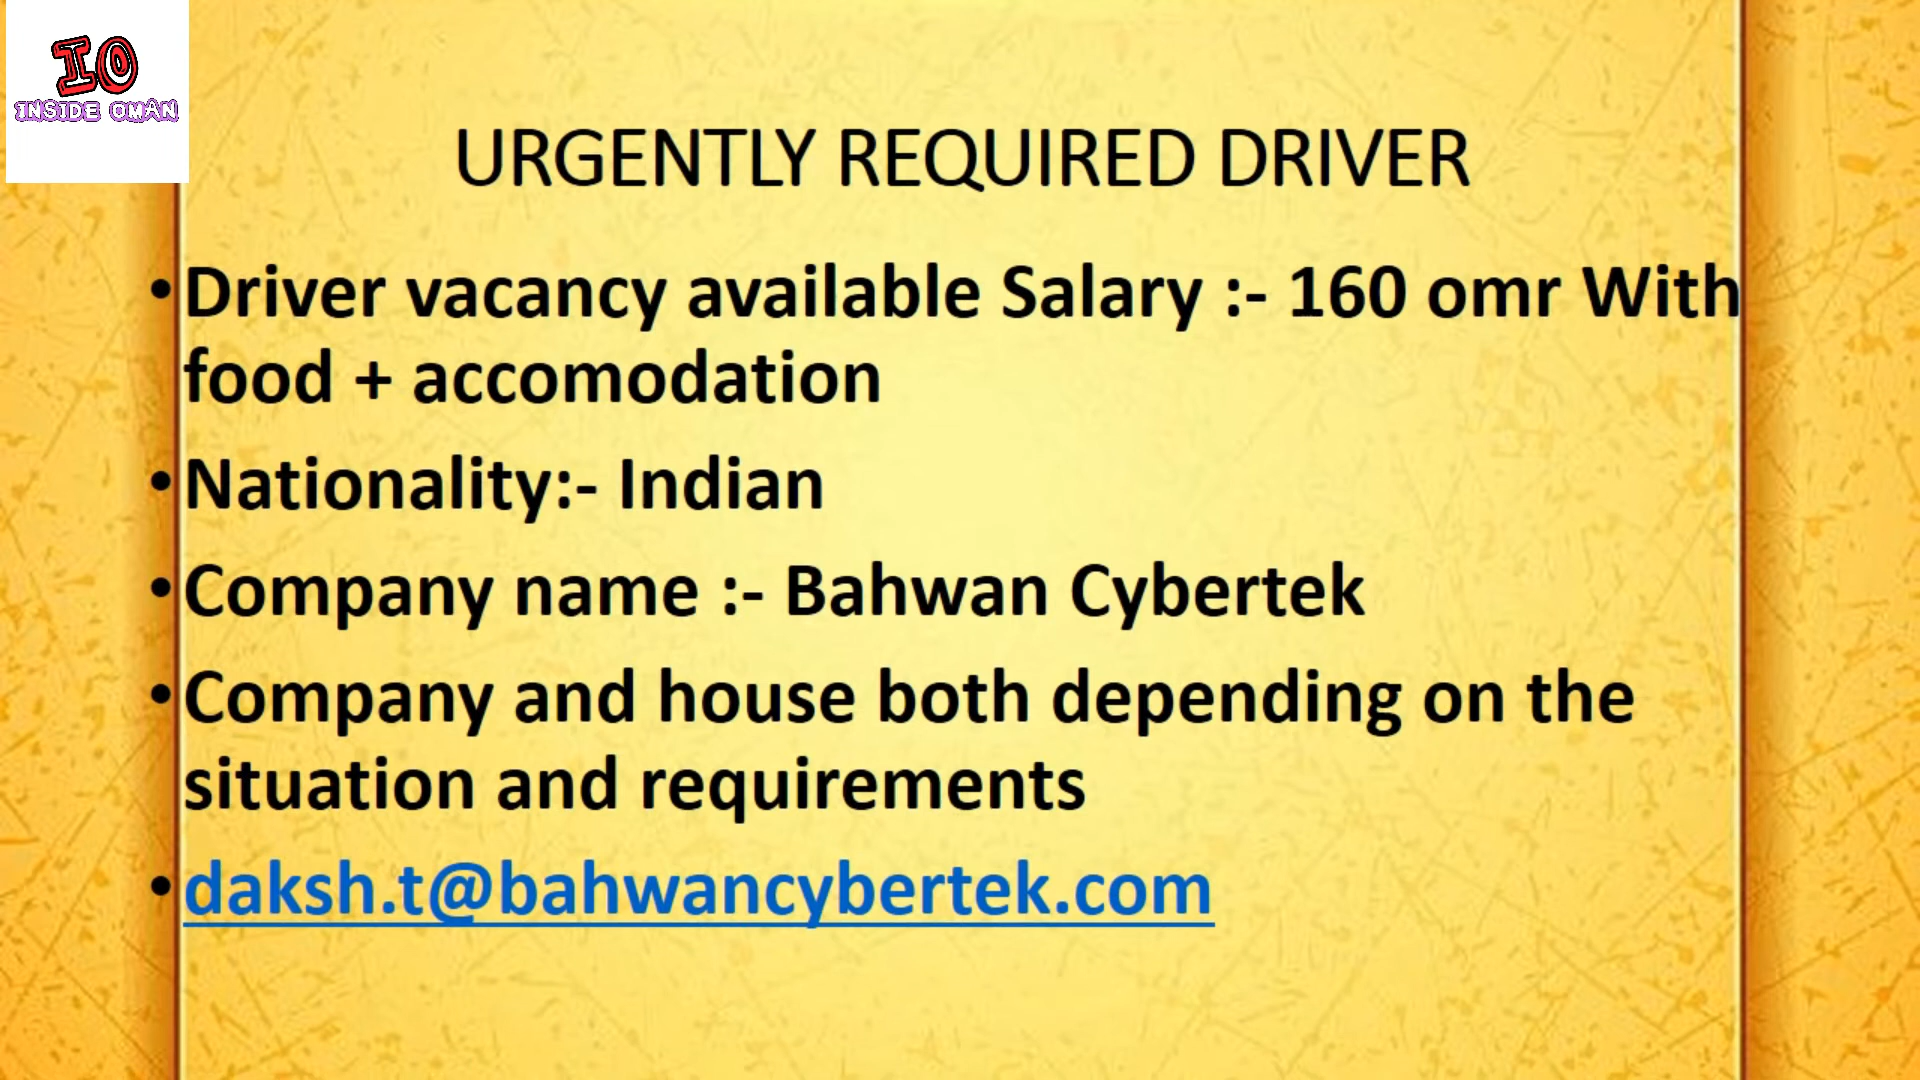 IO
INSIDE OMAN
URGENTLY REQUIRED DRIVER
• Driver vacancy available Salary :- 160 omr With
food + accomodation
• Nationality:- Indian
• Company name :- Bahwan Cybertek
• Company and house both depending on the
situation and requirements
• daksh.t@bahwancybertek.com